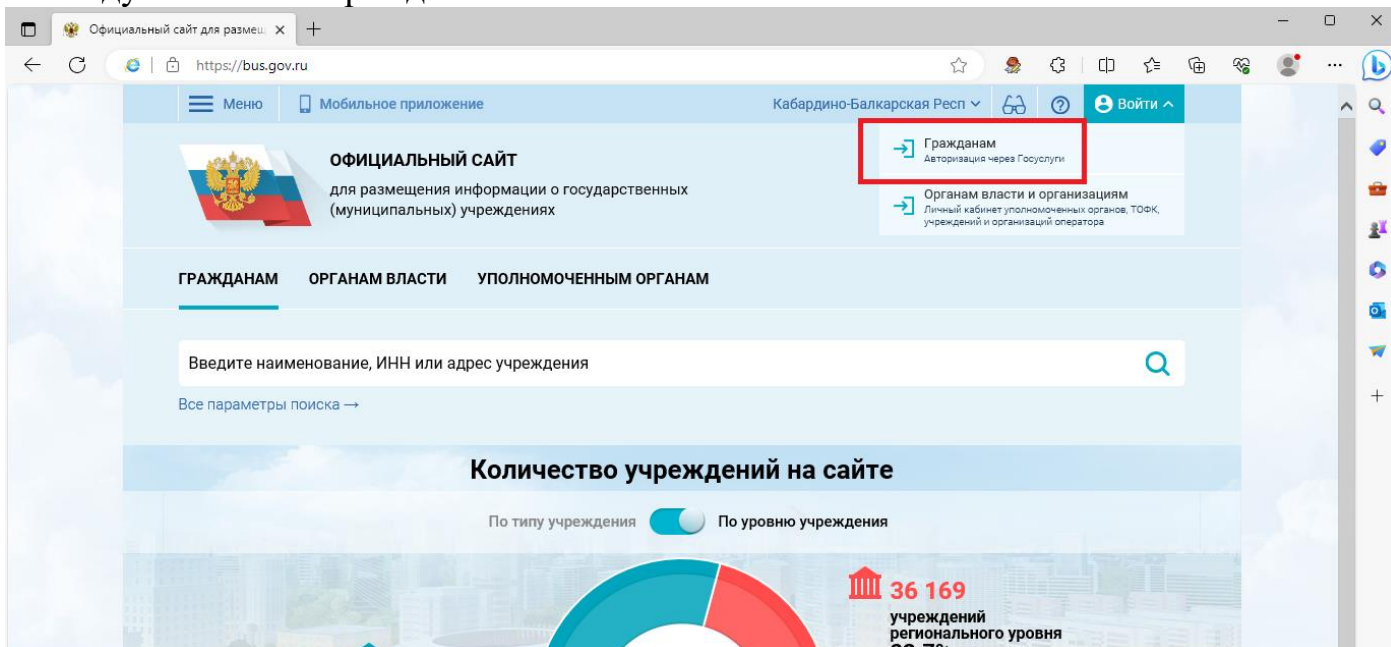 Официальный сайт для размещ
https://bus.gov.ru
Меню
Мобильное приложение
Кабардино-Балкарская Респ
Войти
Гражданам
Авторизация через Госуслуги
Органам власти и организациям
Личный кабинет уполномоченных органов, ТОФК,
учреждений и организаций оператора
ОФИЦИАЛЬНЫЙ САЙТ
для размещения информации о государственных
(муниципальных) учреждениях
ГРАЖДАНАМ ОРГАНАМ ВЛАСТИ УПОЛНОМОЧЕННЫМ ОРГАНАМ
Введите наименование, ИНН или адрес учреждения
Все параметры поиска →
Количество учреждений на сайте
По типу учреждения По уровню учреждения
36 169
учреждений
регионального уровня